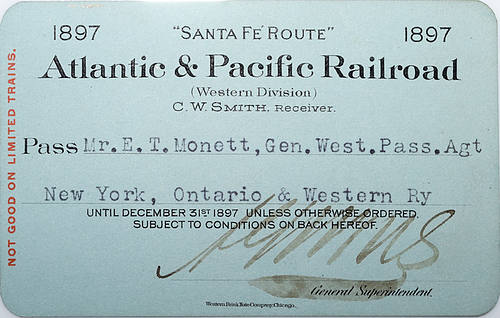 1897 "SANTA FE ROUTE" 1897
Atlantic & Pacific Railroad
(Western Division)
C. W. SMITH, Receiver.
Pass Mr. E. T. Monett, Gen. West. Pass. Agt
New York, Ontario & Western Ry
UNTIL DECEMBER 31ST 1897 UNLESS OTHERWISE ORDERED,
SUBJECT TO CONDITIONS ON BACK HEREOF.
General Superintendent.
Western Bank Note Company Chicago.
NOT GOOD ON LIMITED TRAINS.